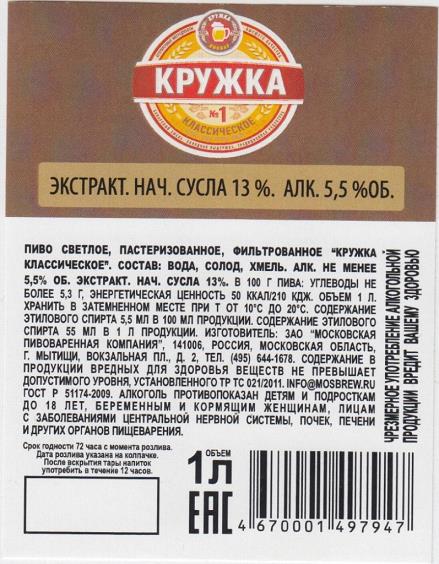 КРУЖКА
КРУЖКА
№1
КЛАССИЧЕСКОЕ
ЭКСТРАКТ. НАЧ. СУСЛА 13 %. АЛК. 5,5 %ОБ.
ПИВО СВЕТЛОЕ, ПАСТЕРИЗОВАННОЕ, ФИЛЬТРОВАННОЕ "КРУЖКА
КЛАССИЧЕСКОЕ". СОСТАВ: ВОДА, СОЛОД, ХМЕЛЬ. АЛК. НЕ МЕНЕЕ
5,5% ОБ. ЭКСТРАКТ. НАЧ. СУСЛА 13%. В 100 Г ПИВА: УГЛЕВОДЫ НЕ
БОЛЕЕ 5,3 Г, ЭНЕРГЕТИЧЕСКАЯ ЦЕННОСТЬ 50 ККАЛ/210 КДЖ. ОБЪЕМ 1 Л.
ХРАНИТЬ В ЗАТЕМНЕННОМ МЕСТЕ ПРИ Т ОТ 10°С ДО 20°С. СОДЕРЖАНИЕ
ЭТИЛОВОГО СПИРТА 5,5 МЛ В 100 МЛ ПРОДУКЦИИ. СОДЕРЖАНИЕ ЭТИЛОВОГО
СПИРТА 55 МЛ В 1 Л ПРОДУКЦИИ. ИЗГОТОВИТЕЛЬ: ЗАО "МОСКОВСКАЯ
ПИВОВАРЕННАЯ КОМПАНИЯ", 141006, РОССИЯ, МОСКОВСКАЯ ОБЛАСТЬ,
Г. МЫТИЩИ, ВОКЗАЛЬНАЯ ПЛ., Д. 2, ТЕЛ. (495) 644-1678. СОДЕРЖАНИЕ В
ПРОДУКЦИИ ВРЕДНЫХ ДЛЯ ЗДОРОВЬЯ ВЕЩЕСТВ НЕ ПРЕВЫШАЕТ
ДОПУСТИМОГО УРОВНЯ, УСТАНОВЛЕННОГО ТР ТС 021/2011. INFO@MOSBREW.RU
ГОСТ Р 51174-2009. АЛКОГОЛЬ ПРОТИВОПОКАЗАН ДЕТЯМ И ПОДРОСТКАМ
ДО 18 ЛЕТ, БЕРЕМЕННЫМ И КОРМЯЩИМ ЖЕНЩИНАМ, ЛИЦАМ
С ЗАБОЛЕВАНИЯМИ ЦЕНТРАЛЬНОЙ НЕРВНОЙ СИСТЕМЫ, ПОЧЕК, ПЕЧЕНИ
И ДРУГИХ ОРГАНОВ ПИЩЕВАРЕНИЯ.
ЧРЕЗМЕРНОЕ УПОТРЕБЛЕНИЕ АЛКОГОЛЬНОЙ
ПРОДУКЦИИ ВРЕДИТ ВАШЕМУ ЗДОРОВЬЮ
Срок годности 72 часа с момента розлива.
Дата розлива указана на колпачке.
После вскрытия тары напиток
употребить в течение 12 часов.
ОБЪЕМ
1 Л
ЕАС
4 670001 497947